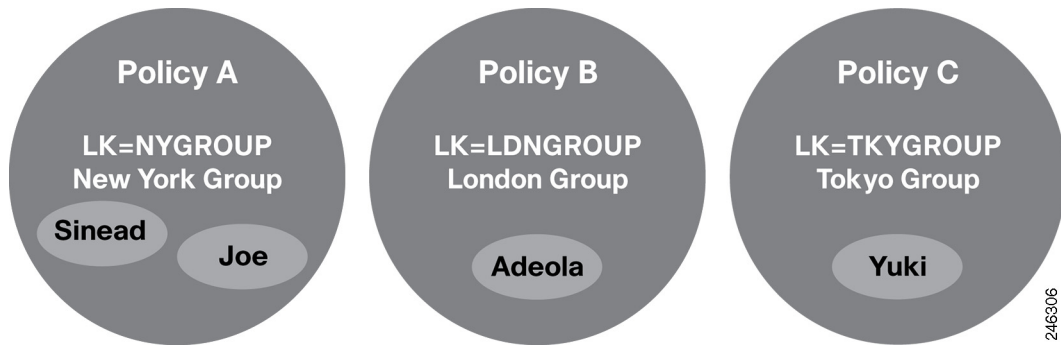 Policy A
LK=NYGROUP
New York Group
Sinead
Joe
Policy B
LK=LDNGROUP
London Group
Adeola
Policy C
LK=TKYGROUP
Tokyo Group
Yuki
246306